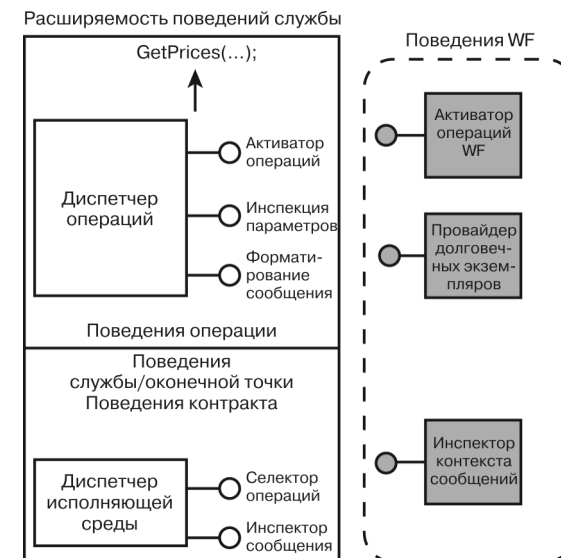 Расширяемость поведений службы
GetPrices(...);
Диспетчер
операций
Активатор
операций
Инспекция
параметров
Формати-
рование
сообщения
Поведения операции
Поведения
службы/оконечной точки
Поведения контракта
Диспетчер
исполняющей
среды
Селектор
операций
Инспектор
сообщения
Поведения WF
Активатор
операций
WF
Провайдер
долговеч-
ных экзем-
пляров
Инспектор
контекста
сообщений